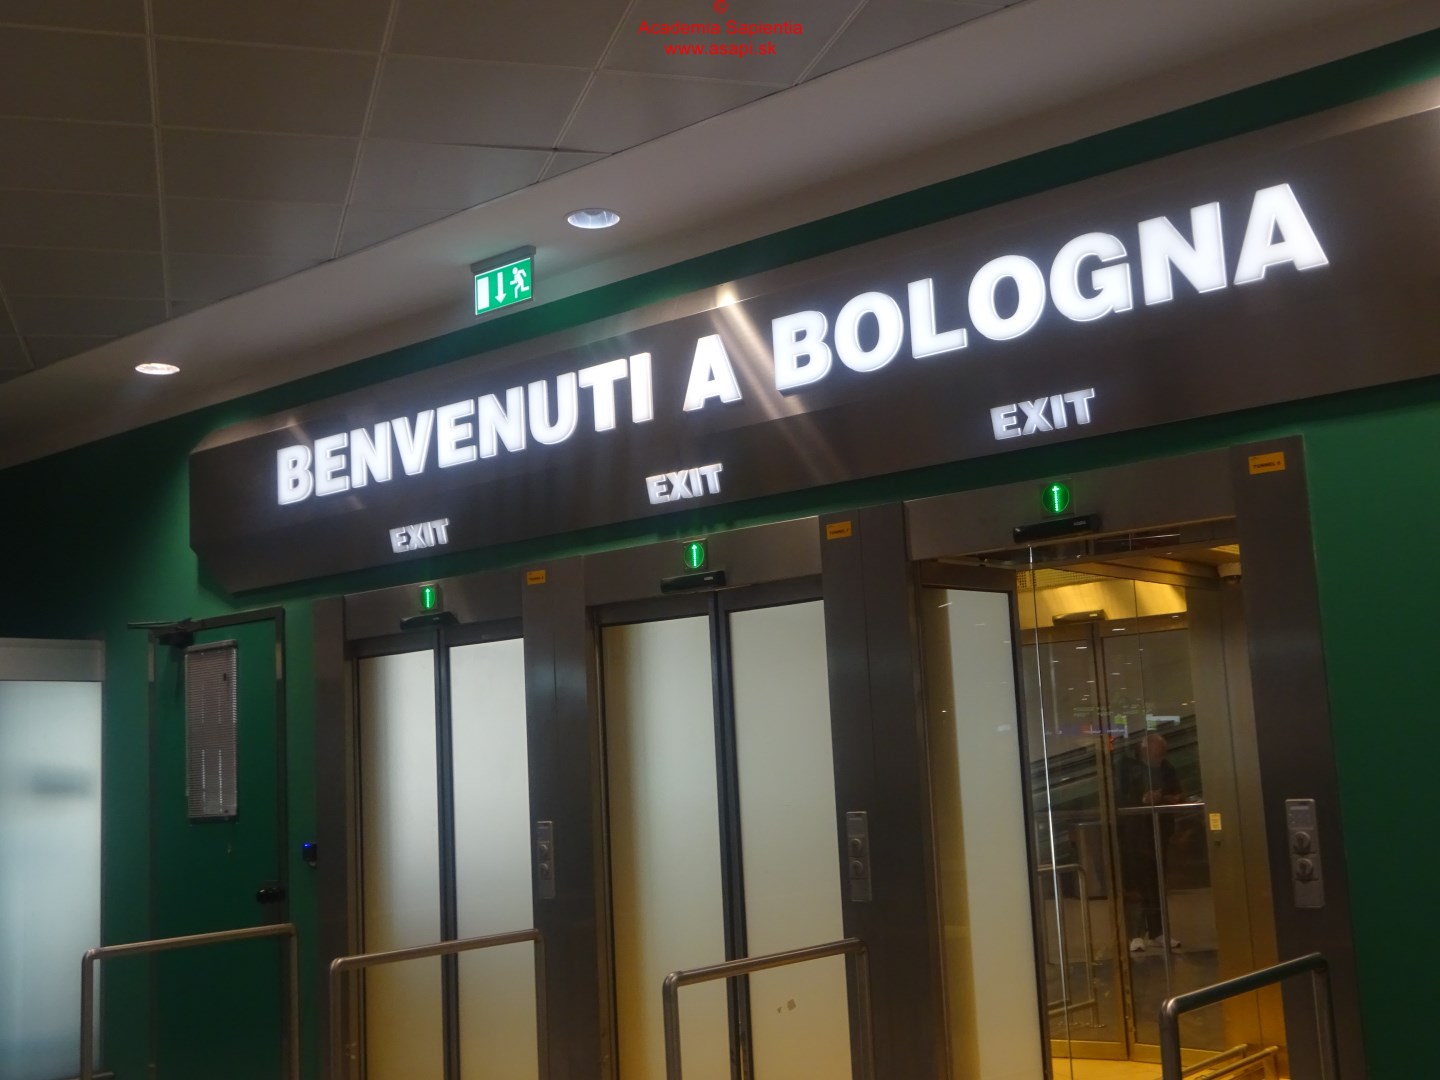 ©
Academia Sapientia
www.asapi.sk
BENVENUTI A BOLOGNA
EXIT
EXIT
EXIT